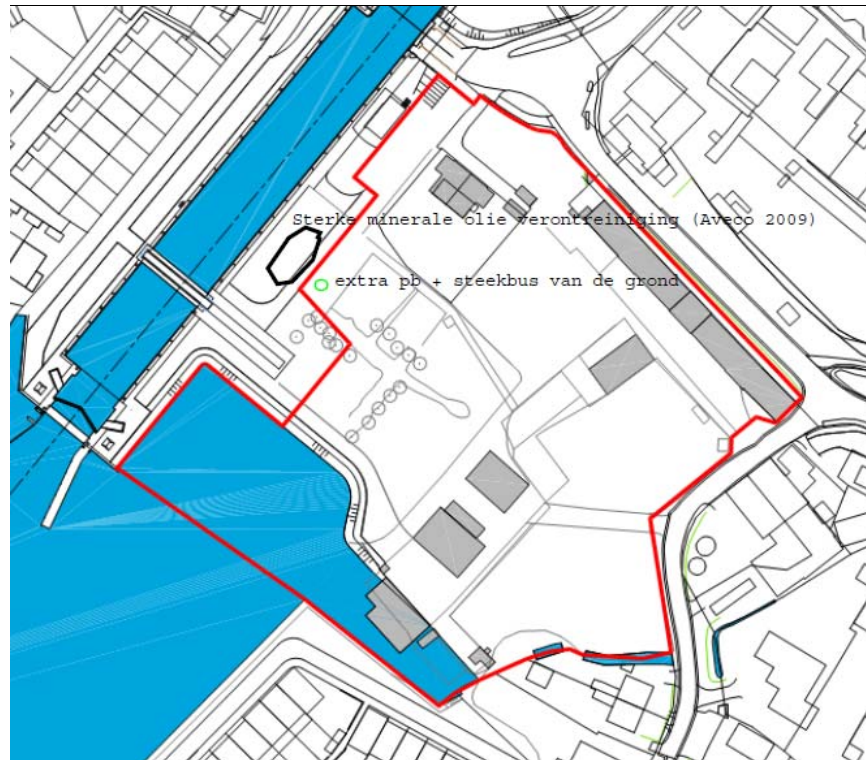 Sterke minerale olie verontreiniging (Aveco 2009)
extra pb + steekbus van de grond